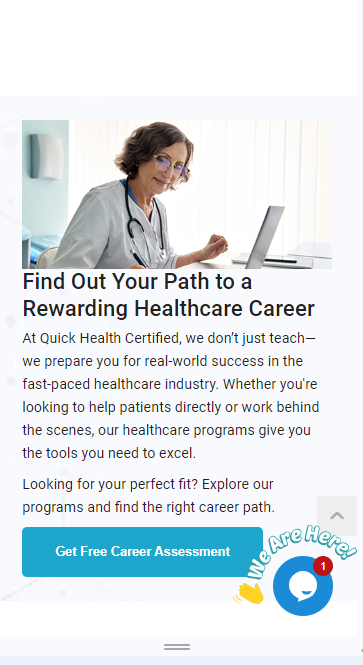 Find Out Your Path to a
Rewarding Healthcare Career
At Quick Health Certified, we don’t just teach—
we prepare you for real-world success in the
fast-paced healthcare industry. Whether you're
looking to help patients directly or work behind
the scenes, our healthcare programs give you
the tools you need to excel.
Looking for your perfect fit? Explore our
programs and find the right career path.
Get Free Career Assessment
We Are Here!
1